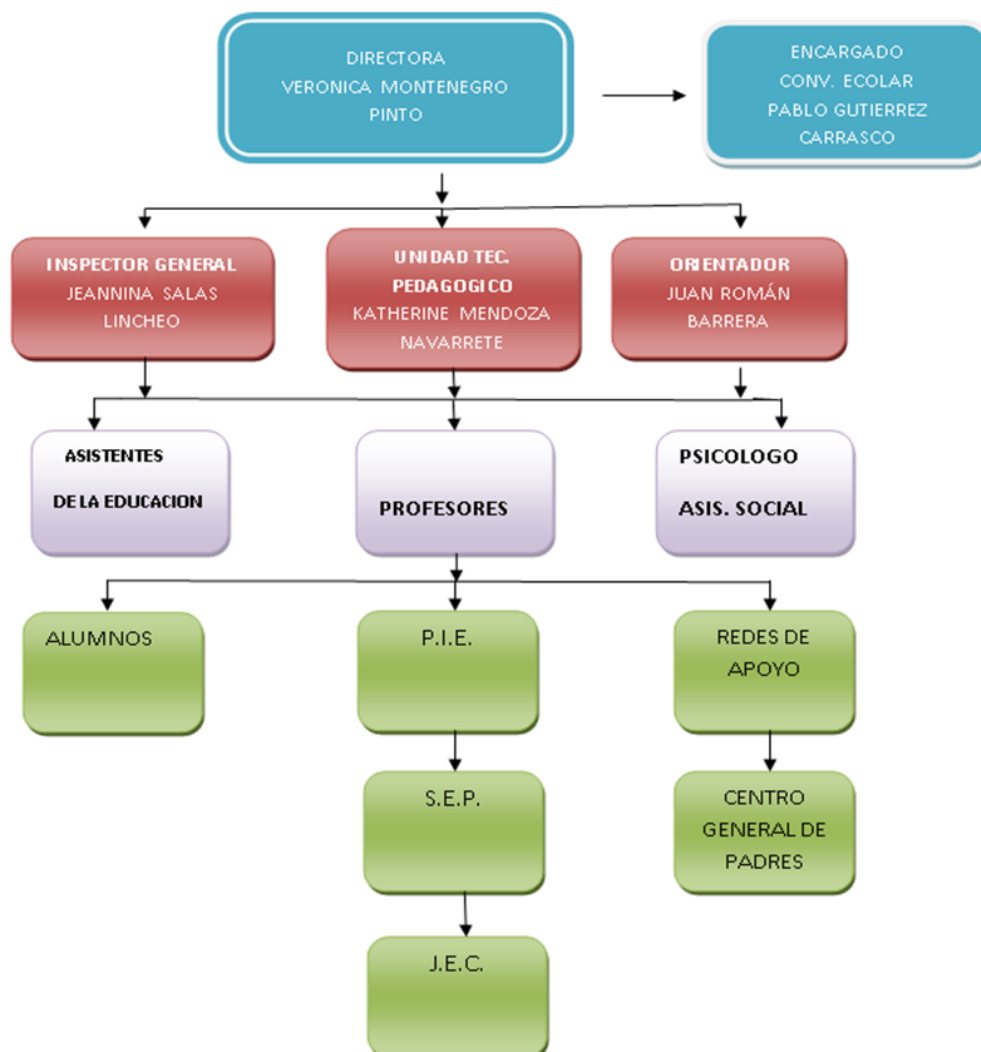 DIRECTORA
VERONICA MONTENEGRO
PINTO
ENCARGADO
CONV. ECOLAR
PABLO GUTIERREZ
CARRASCO
INSPECTOR GENERAL
JEANNINA SALAS
LINCHEO
UNIDAD TEC.
PEDAGOGICO
KATHERINE MENDOZA
NAVARRETE
ORIENTADOR
JUAN ROMÁN
BARRERA
ASISTENTES
DE LA EDUCACION
PROFESORES
PSICOLOGO
ASIS. SOCIAL
ALUMNOS
P.I.E.
REDES DE
APOYO
S.E.P.
CENTRO
GENERAL DE
PADRES
J.E.C.